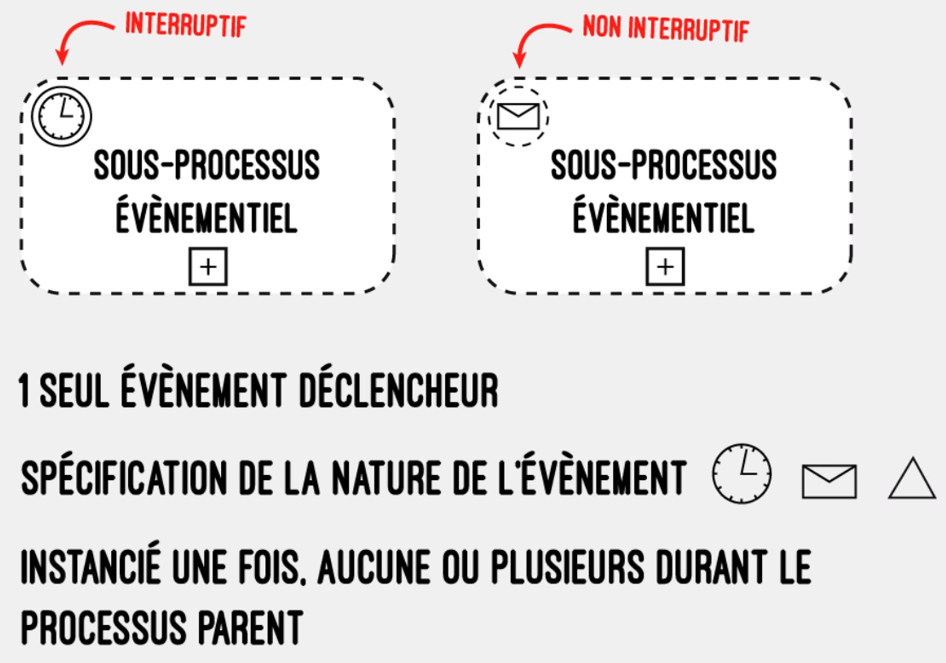 INTERRUPTIF
NON INTERRUPTIF
SOUS-PROCESSUS
ÉVÈNEMENTIEL
SOUS-PROCESSUS
ÉVÈNEMENTIEL
1 SEUL ÉVÈNEMENT DÉCLENCHEUR
SPÉCIFICATION DE LA NATURE DE L'ÉVÈNEMENT
INSTANCIÉ UNE FOIS, AUCUNE OU PLUSIEURS DURANT LE
PROCESSUS PARENT